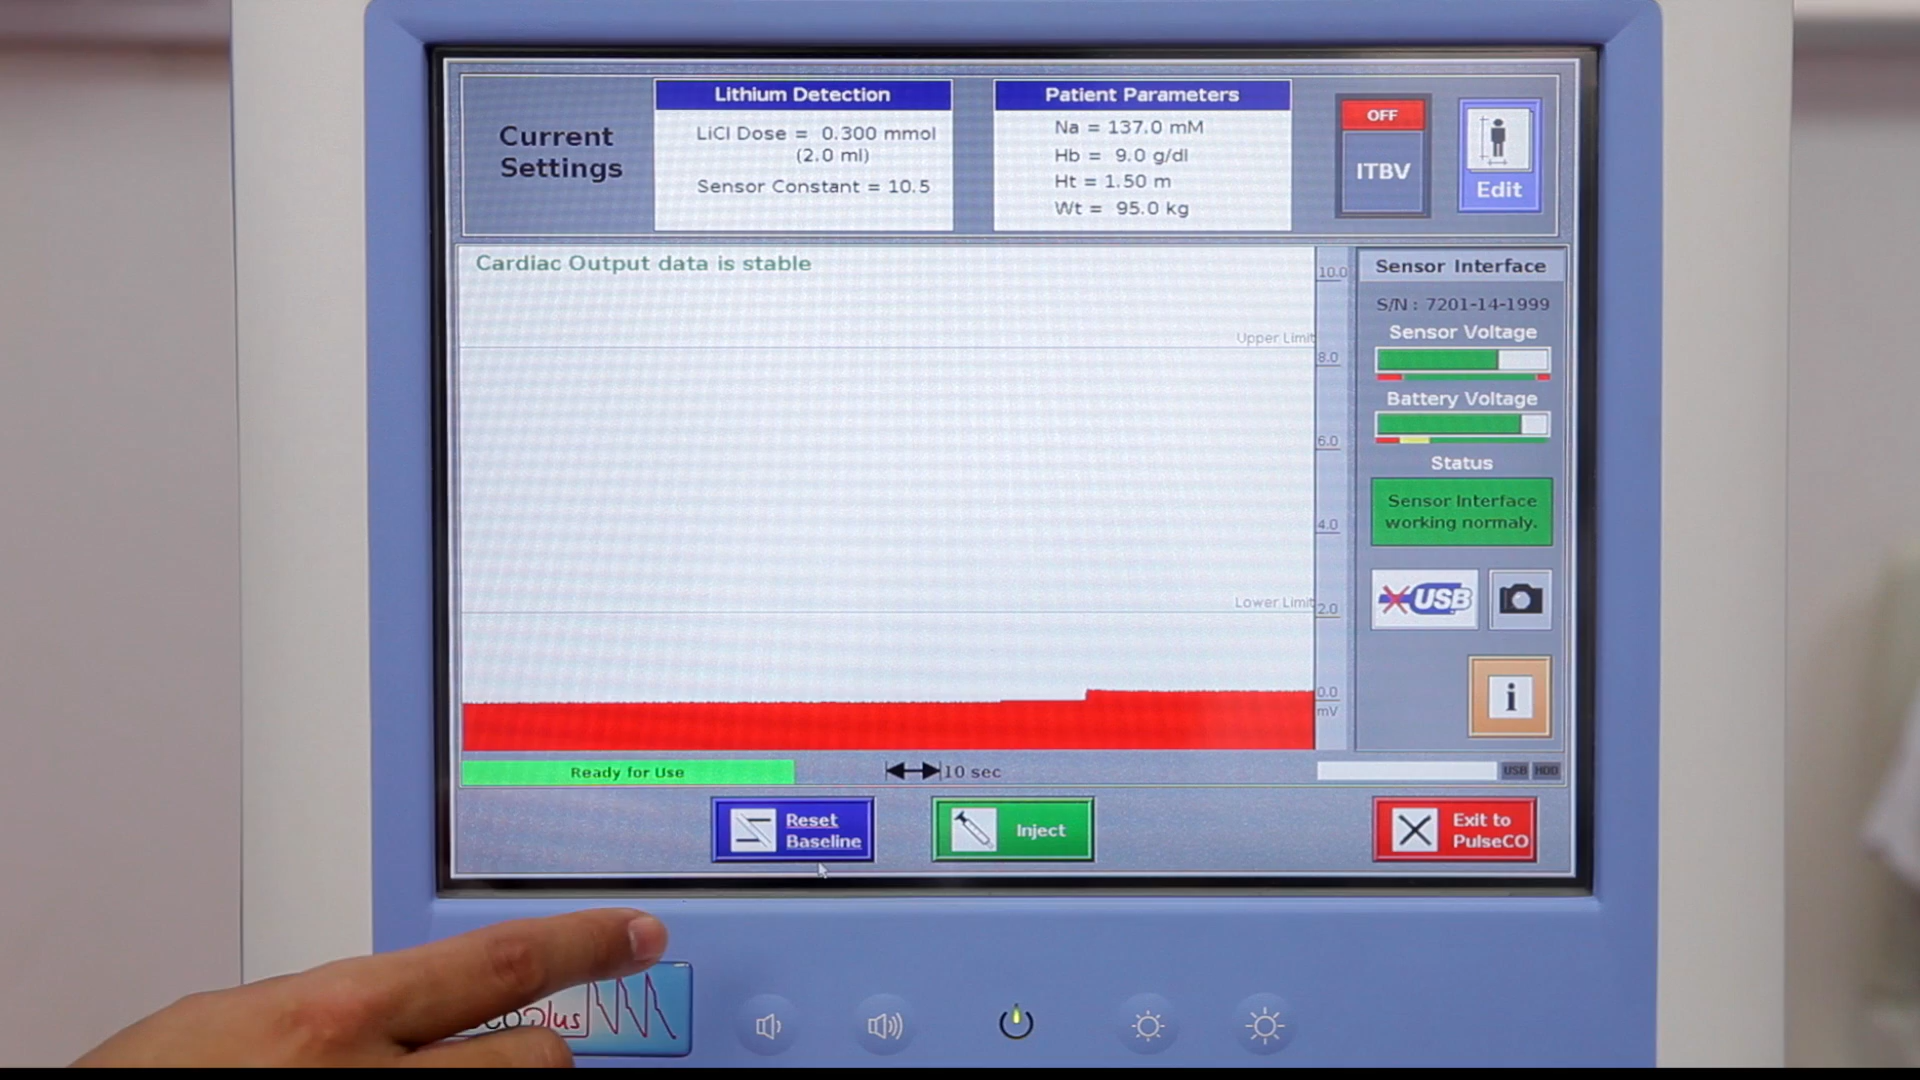 Current
Settings
Lithium Detection
LiCl Dose = 0.300 mmol
(2.0 ml)
Sensor Constant = 10.5
Patient Parameters
Na = 137.0 mM
Hb = 9.0 g/dl
Ht = 1.50 m
Wt = 95.0 kg
OFF
ITBV
Edit
Cardiac Output data is stable
Upper Limit
Lower Limit
10.0
8.0
6.0
4.0
2.0
0.0
mV
Sensor Interface
S/N : 7201-14-1999
Sensor Voltage
Battery Voltage
Status
Sensor Interface
working normaly.
USB
i
Ready for Use
10 sec
USB HDD
Reset
Baseline
Inject
Exit to
PulseCO
plus